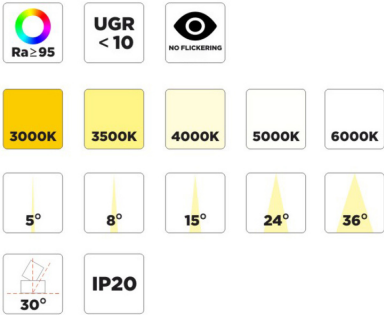 Ra≥95
UGR
<10
NO FLICKERING
3000K
3500K
4000K
5000K
6000K
5°
8°
15°
24°
36°
30°
IP20